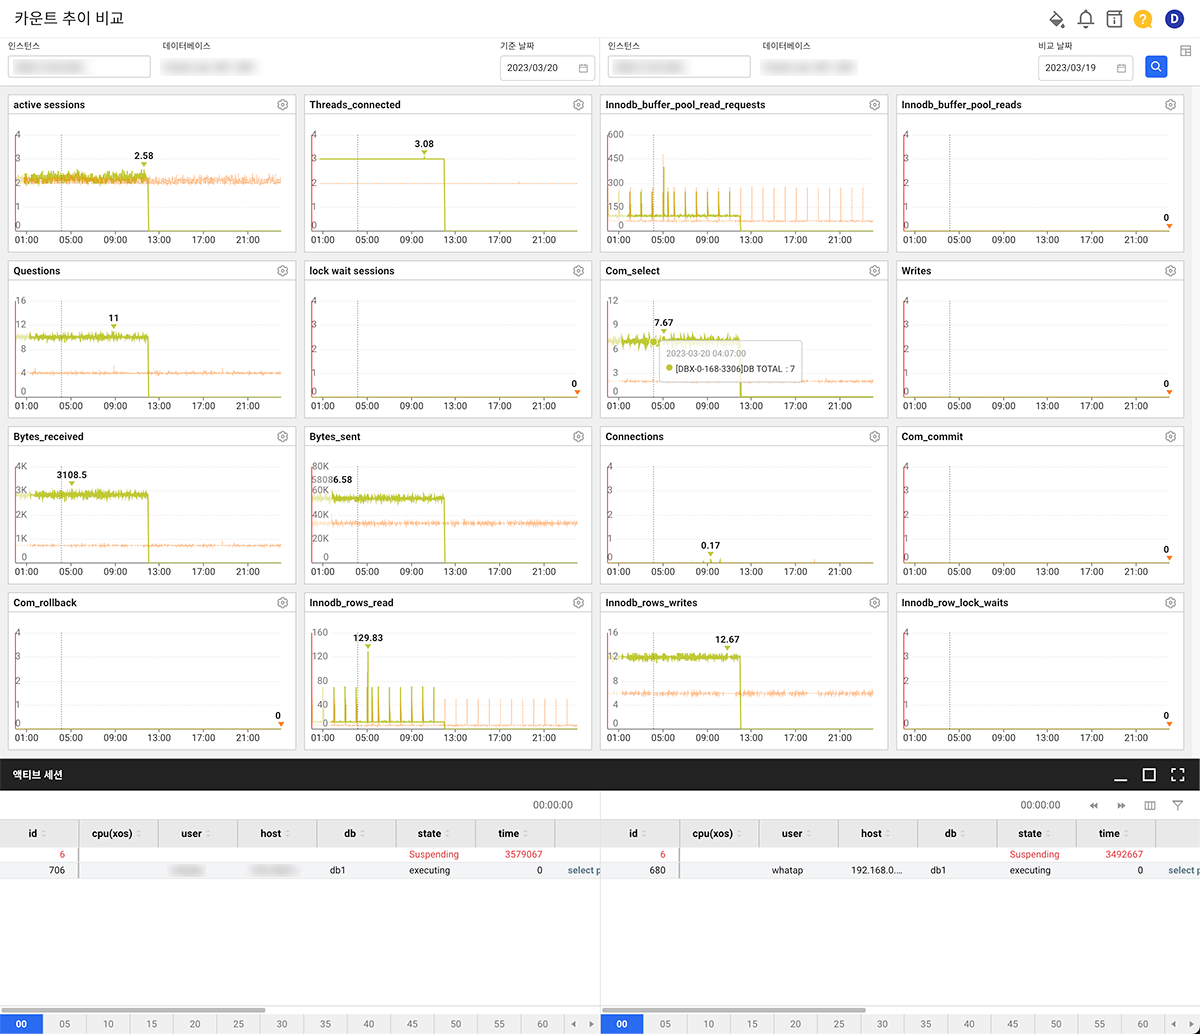 카운트 추이 비교
? D
인스턴스 데이터베이스 기준 날짜 인스턴스 데이터베이스 비교 날짜
2023/03/20 2023/03/19
active sessions Threads_connected Innodb_buffer_pool_read_requests Innodb_buffer_pool_reads
4 3 2 1 0 2.58
01:00 05:00 09:00 13:00 17:00 21:00
4 3 2 1 0 3.08
01:00 05:00 09:00 13:00 17:00 21:00
600 450 300 150 0
01:00 05:00 09:00 13:00 17:00 21:00
4 3 2 1 0 0
01:00 05:00 09:00 13:00 17:00 21:00
Questions lock wait sessions Com_select Writes
16 12 8 4 0 11
01:00 05:00 09:00 13:00 17:00 21:00
4 3 2 1 0 0
01:00 05:00 09:00 13:00 17:00 21:00
12 9 6 3 0 7.67
2023-03-20 04:07:00
[DBX-0-168-3306]DB TOTAL : 7
01:00 05:00 09:00 13:00 17:00 21:00
4 3 2 1 0 0
01:00 05:00 09:00 13:00 17:00 21:00
Bytes_received Bytes_sent Connections Com_commit
4K 3K 2K 1K 0 3108.5
01:00 05:00 09:00 13:00 17:00 21:00
80K 60K 40K 20K 0 58086.58
01:00 05:00 09:00 13:00 17:00 21:00
4 3 2 1 0 0.17
01:00 05:00 09:00 13:00 17:00 21:00
4 3 2 1 0 0
01:00 05:00 09:00 13:00 17:00 21:00
Com_rollback Innodb_rows_read Innodb_rows_writes Innodb_row_lock_waits
4 3 2 1 0 0
01:00 05:00 09:00 13:00 17:00 21:00
160 120 80 40 0 129.83
01:00 05:00 09:00 13:00 17:00 21:00
16 12 8 4 0 12.67
01:00 05:00 09:00 13:00 17:00 21:00
4 3 2 1 0 0
01:00 05:00 09:00 13:00 17:00 21:00
액티브 세션
00:00:00 00:00:00
id cpu(xos) user host db state time id cpu(xos) user host db state time
6 Suspending 3579067 6 Suspending 3492667
706 db1 executing 0 select p 680 whatap 192.168.0.... db1 executing 0 select p
00 05 10 15 20 25 30 35 40 45 50 55 60 00 05 10 15 20 25 30 35 40 45 50 55 60